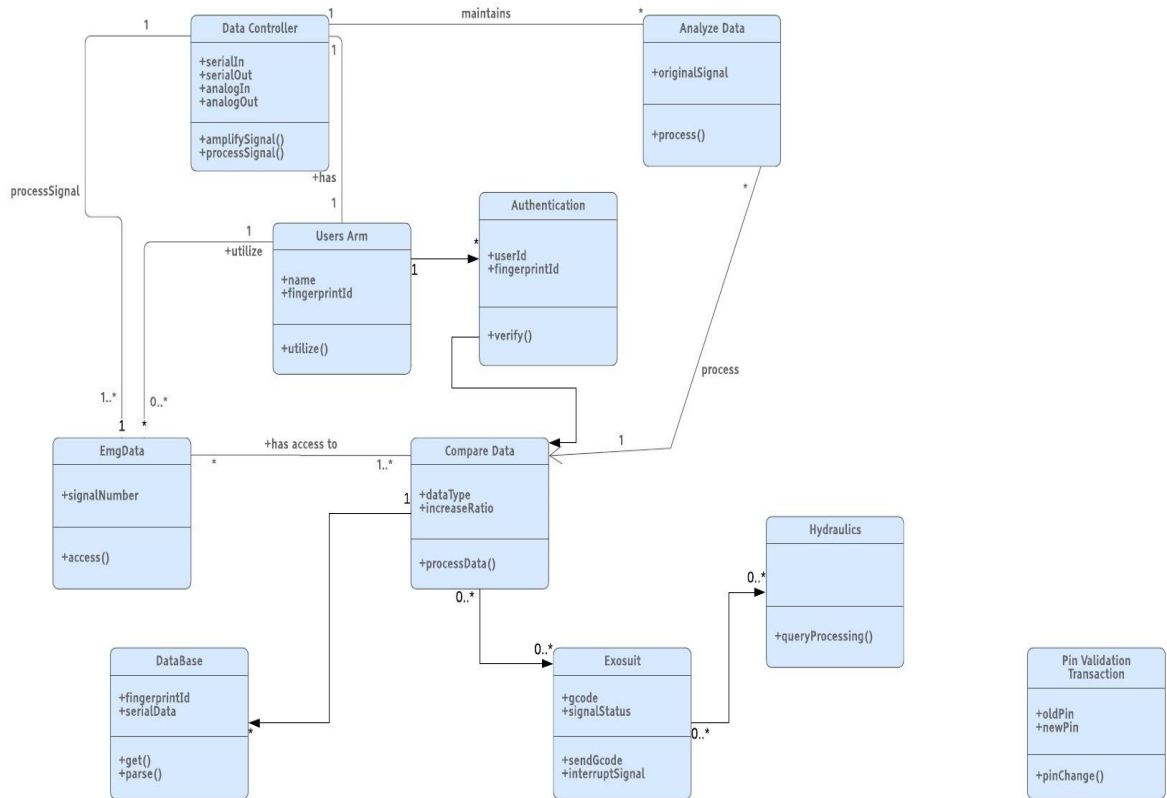 1
Data Controller
+serialIn
+serialOut
+analogIn
+analogOut
+amplifySignal()
+processSignal()
1
maintains
*
1
+has
1
Analyze Data
+originalSignal
+process()
*
processSignal
1
+utilize
Users Arm
+name
+fingerprintId
+utilize()
1
*
Authentication
+userId
+fingerprintId
+verify()
process
1
1..*
1
0..*
*
EmgData
+signalNumber
+access()
+has access to
*
1..*
Compare Data
+dataType
+increaseRatio
+processData()
1
0..*
Hydraulics
+queryProcessing()
0..*
DataBase
+fingerprintId
+serialData
+get()
+parse()
*
0..*
Exosuit
+gcode
+signalStatus
+sendGcode
+interruptSignal
0..*
Pin Validation
Transaction
+oldPin
+newPin
+pinChange()